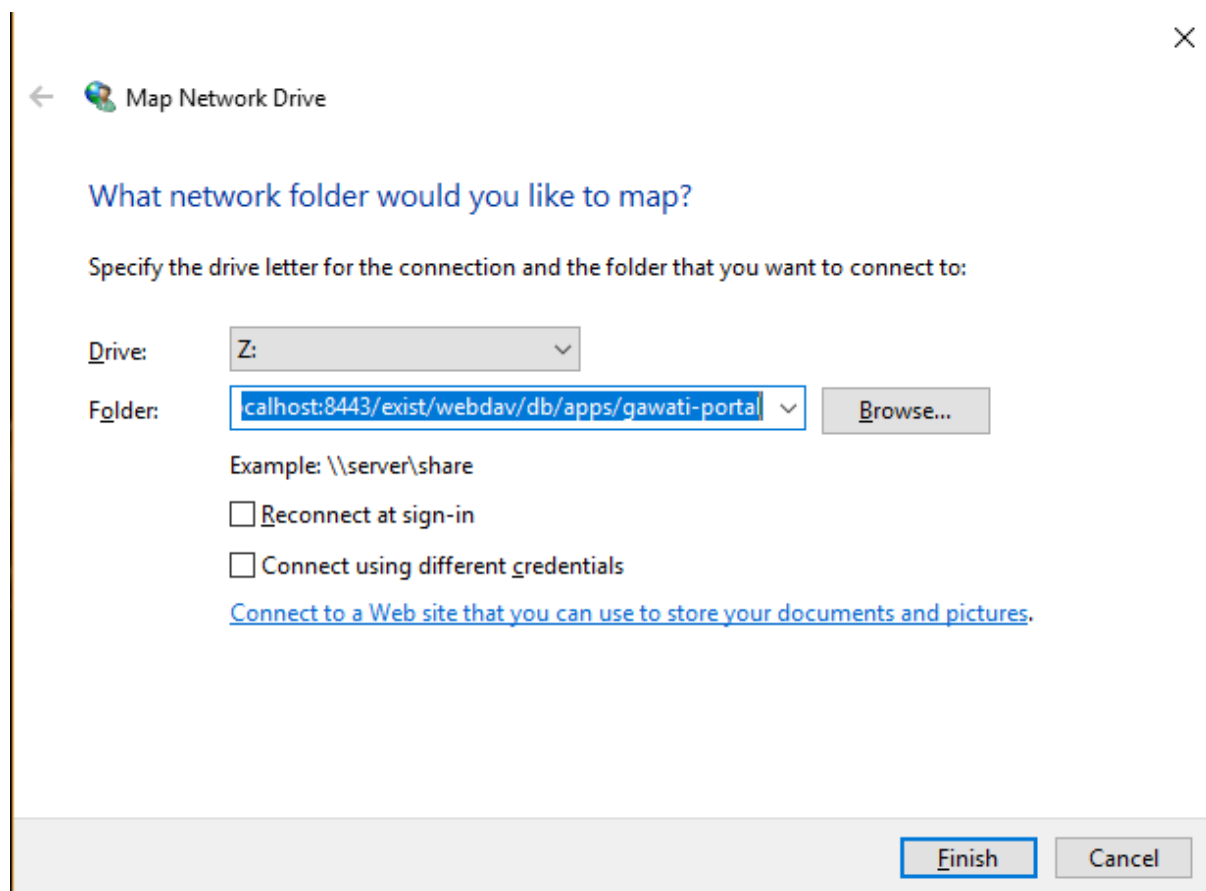 Map Network Drive
What network folder would you like to map?
Specify the drive letter for the connection and the folder that you want to connect to:
Drive: Z:
Folder: calhost:8443/exist/webdav/db/apps/gawati-portal Browse...
Example: \\server\share
Reconnect at sign-in
Connect using different credentials
Connect to a Web site that you can use to store your documents and pictures.
Finish Cancel